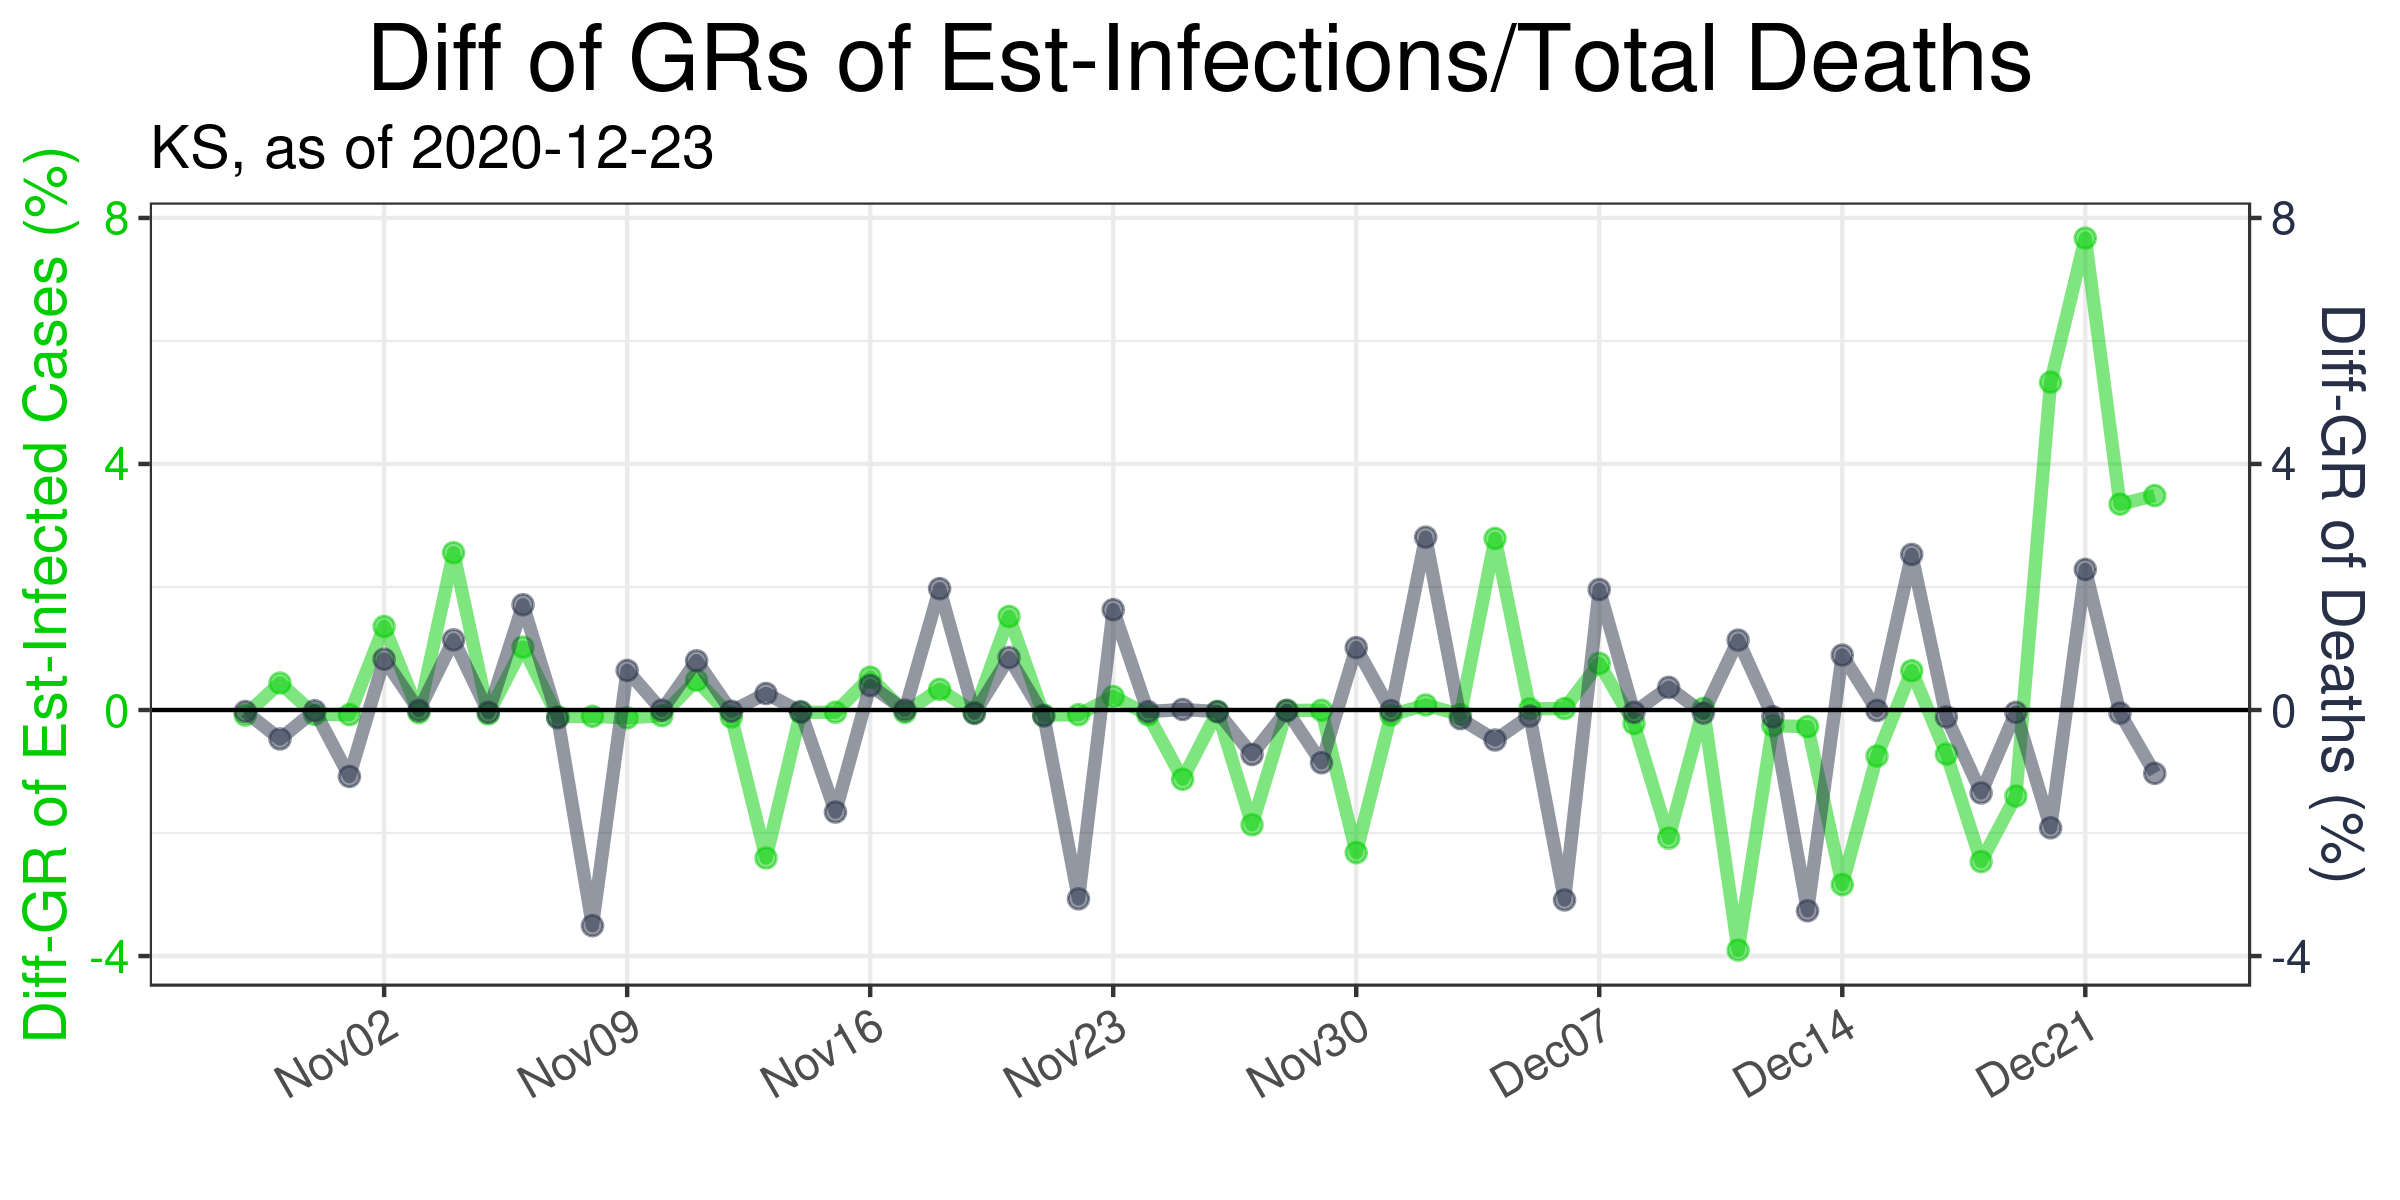 Diff of GRs of Est-Infections/Total Deaths
KS, as of 2020-12-23
Diff-GR of Est-Infected Cases (%)
8
4
0
-4
8
4
0
-4
Diff-GR of Deaths (%)
Nov02
Nov09
Nov16
Nov23
Nov30
Dec07
Dec14
Dec21